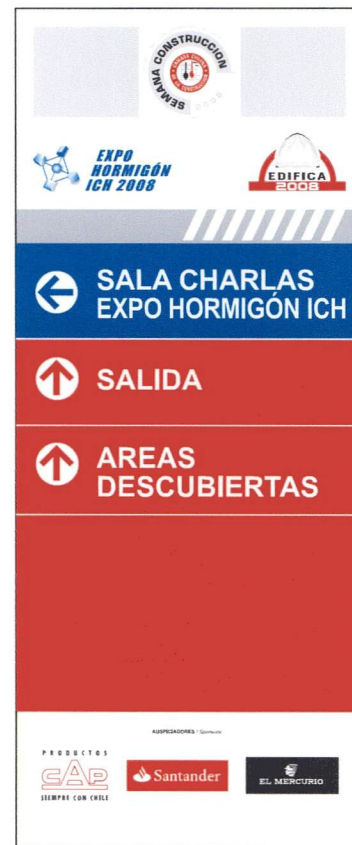 SEMANA CONSTRUCCION
2008
EXPO
HORMIGÓN
ICH 2008
EDIFICA
2008
SALA CHARLAS
EXPO HORMIGÓN ICH
SALIDA
AREAS
DESCUBIERTAS
AUSPICIADORES
PRODUCTOS
CAP
SIEMPRE CON CHILE
Santander
EL MERCURIO